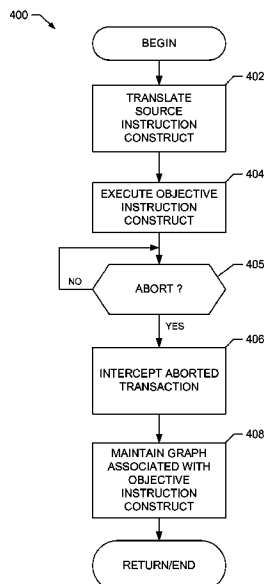 400
BEGIN
402
TRANSLATE
SOURCE
INSTRUCTION
CONSTRUCT
404
EXECUTE OBJECTIVE
INSTRUCTION
CONSTRUCT
405
NO
ABORT ?
YES
406
INTERCEPT ABORTED
TRANSACTION
408
MAINTAIN GRAPH
ASSOCIATED WITH
OBJECTIVE
INSTRUCTION
CONSTRUCT
RETURN/END